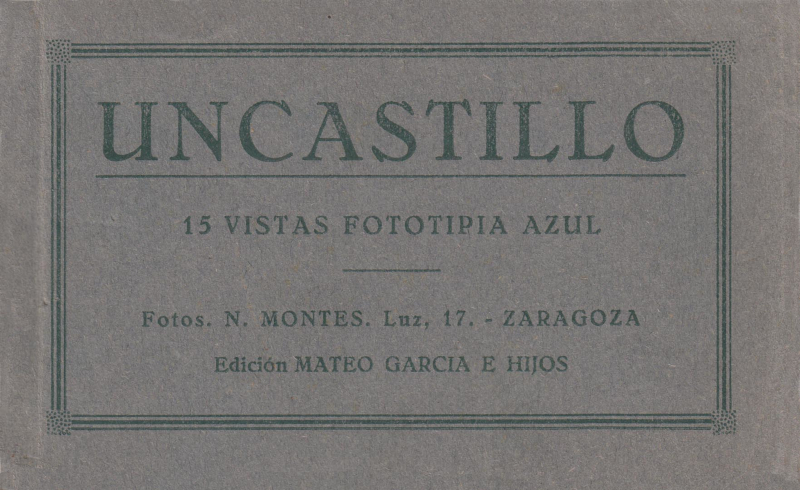 UNCASTILLO
15 VISTAS FOTOTIPIA AZUL
Fotos. N. MONTES. Luz, 17. - ZARAGOZA
Edición MATEO GARCIA E HIJOS